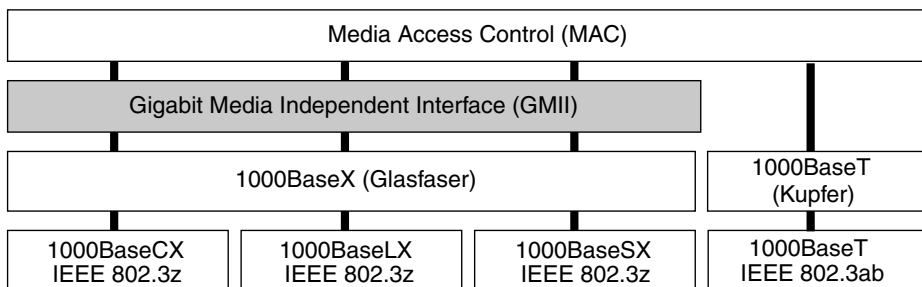 Media Access Control (MAC)
Gigabit Media Independent Interface (GMII)
1000BaseX (Glasfaser)
1000BaseT
(Kupfer)
1000BaseCX
IEEE 802.3z
1000BaseLX
IEEE 802.3z
1000BaseSX
IEEE 802.3z
1000BaseT
IEEE 802.3ab